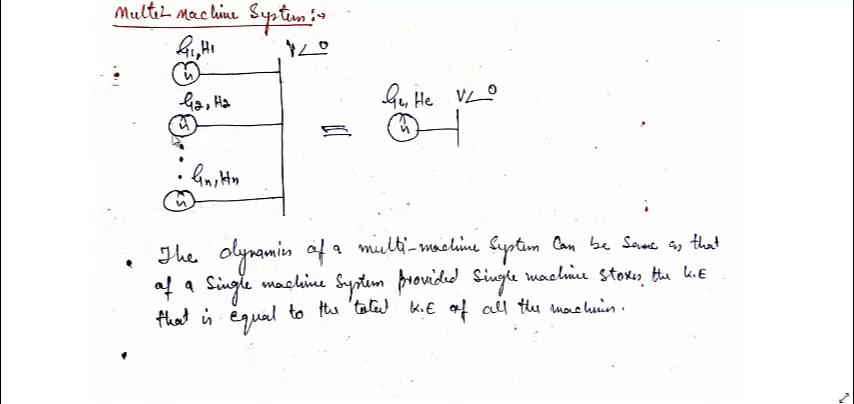 Multi Machine System:→
G1, H1 V∠0
G2, H2
Ge, He V∠0
=
Gn, Hn
• The dynamics of a multi-machine System Can be Same as that
of a Single machine System provided Single machine stores the K.E
that is equal to the total K.E of all the machines.